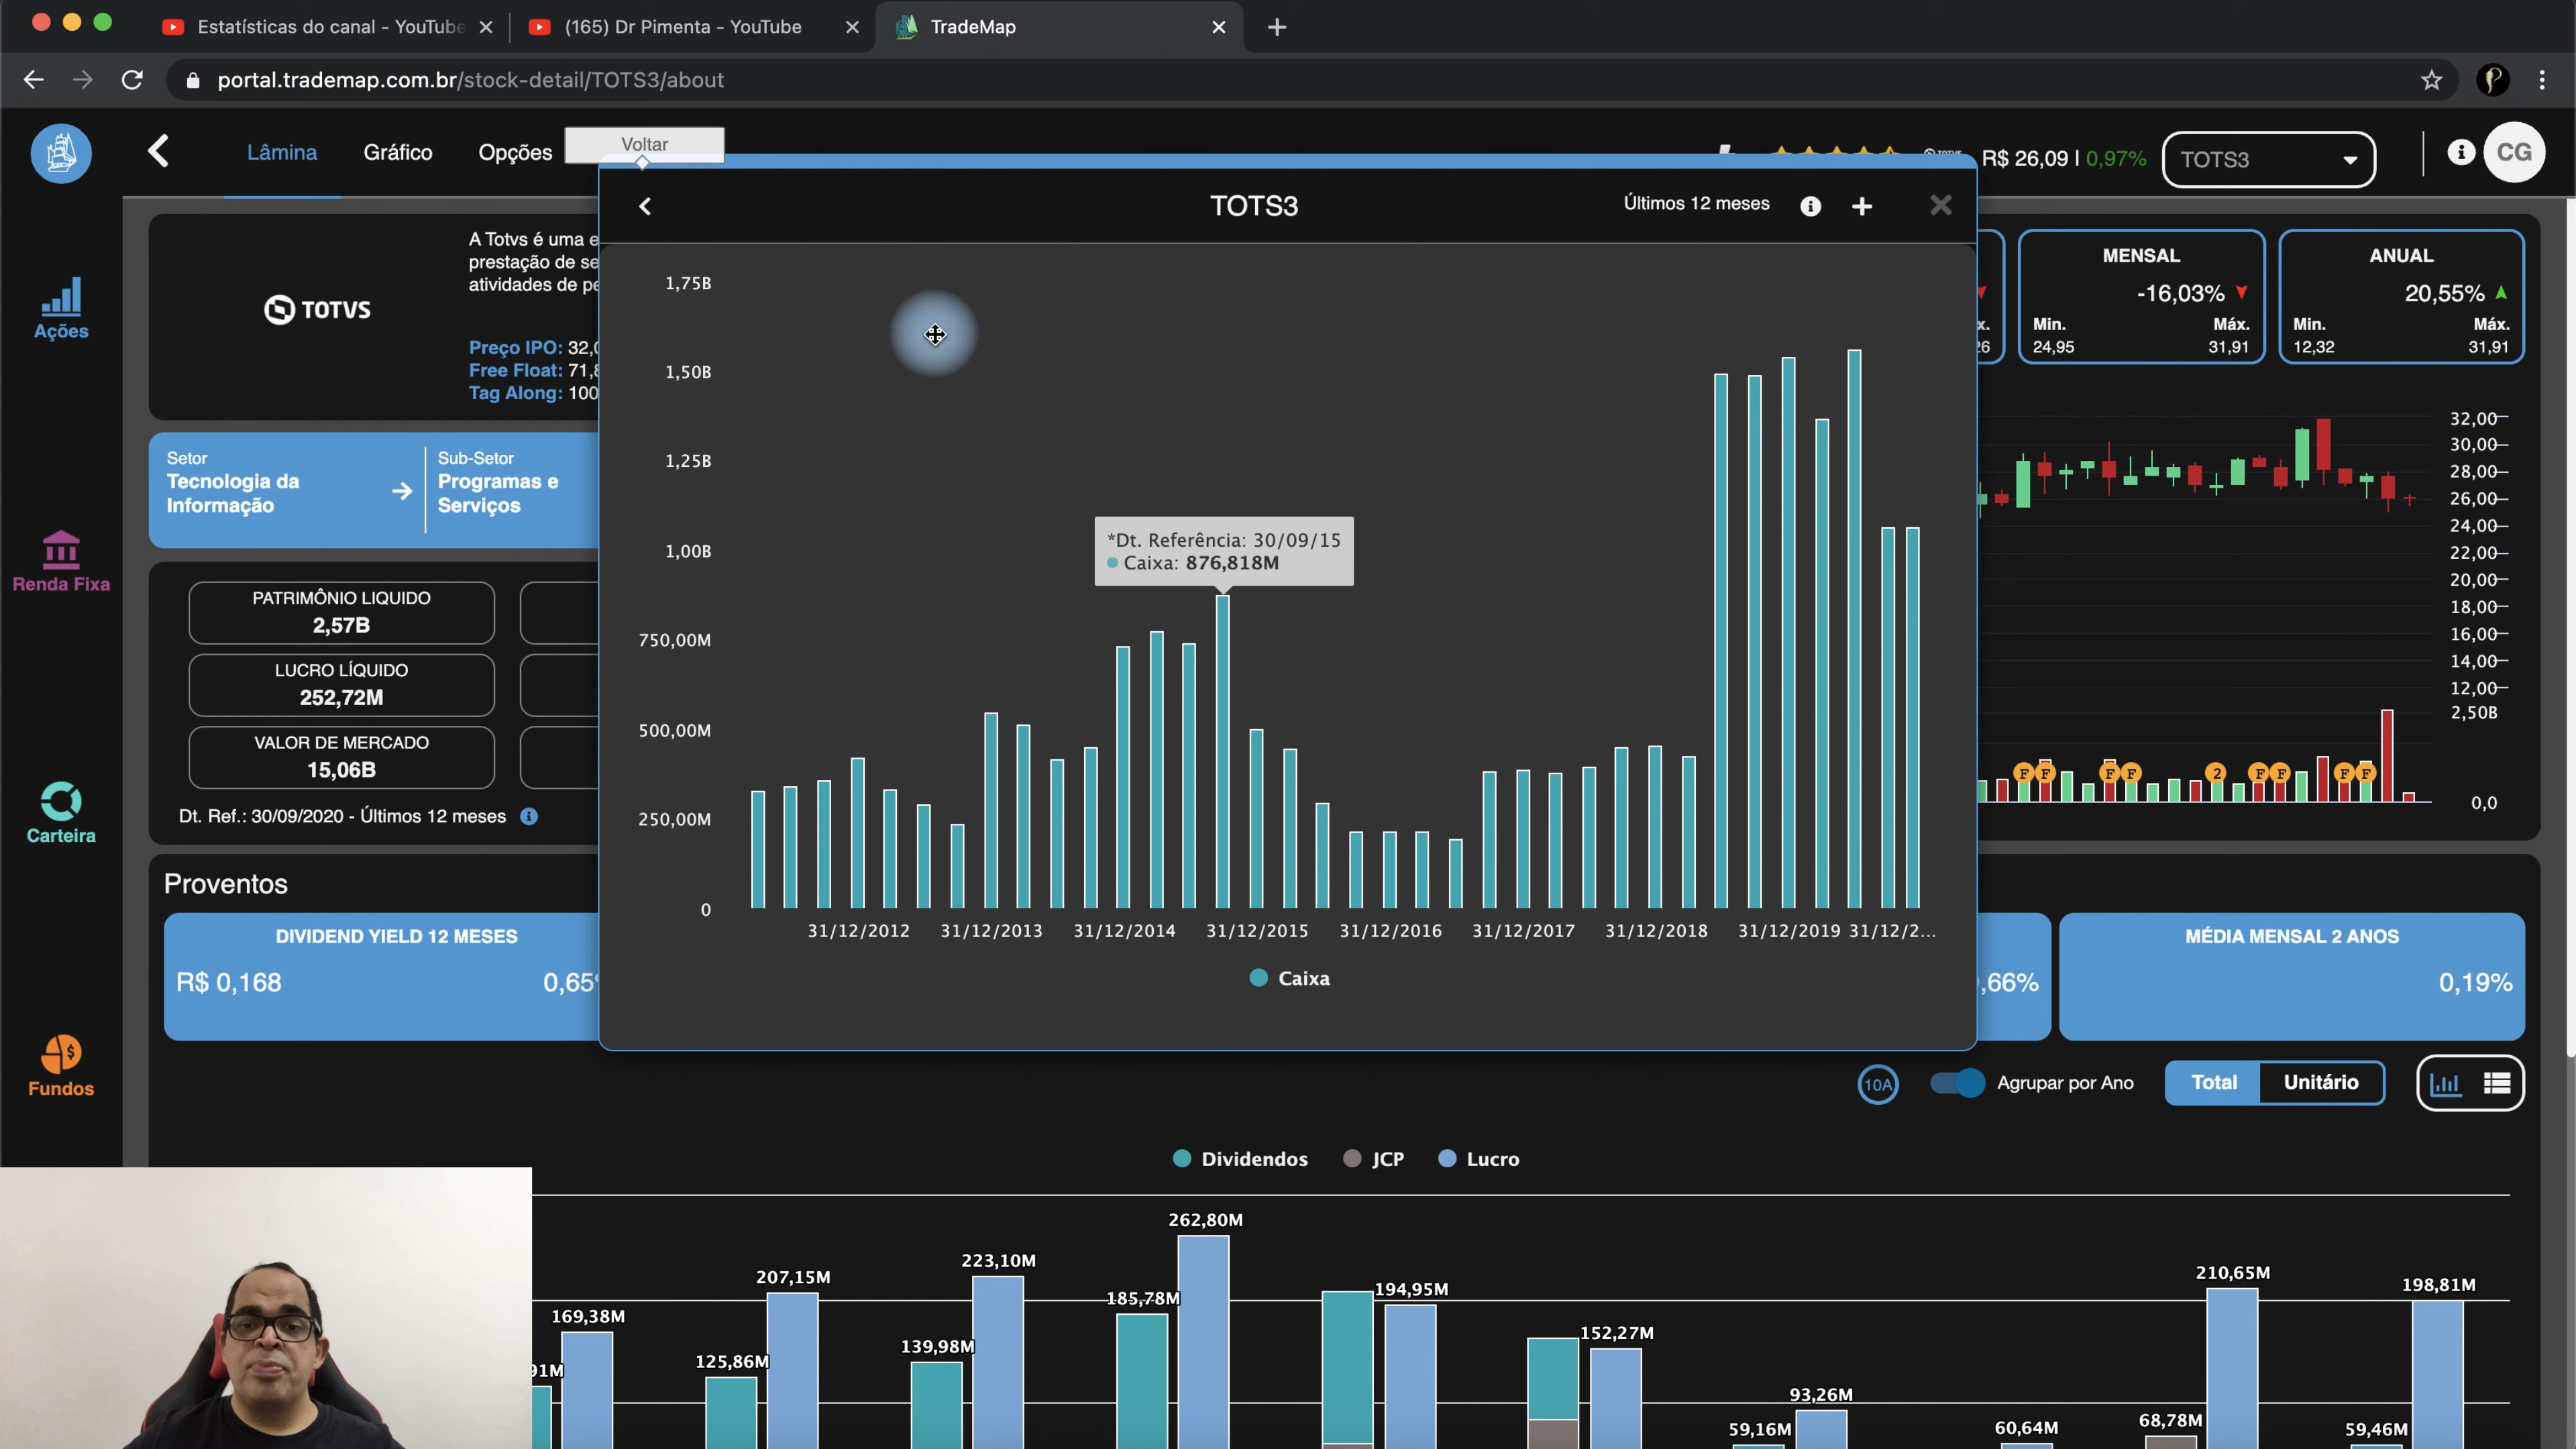 Estatísticas do canal - YouTube
(165) Dr Pimenta - YouTube
TradeMap
portal.trademap.com.br/stock-detail/TOTS3/about
Lâmina
Gráfico
Opções
Voltar
R$ 26,09 | 0,97%
TOTS3
CG
Ações
Renda Fixa
Carteira
Fundos
TOTVS
A Totvs é uma e
prestação de se
atividades de pe
Preço IPO: 32,0
Free Float: 71,8
Tag Along: 100
Setor
Tecnologia da
Informação
Sub-Setor
Programas e
Serviços
PATRIMÔNIO LIQUIDO
2,57B
LUCRO LÍQUIDO
252,72M
VALOR DE MERCADO
15,06B
Dt. Ref.: 30/09/2020 - Últimos 12 meses
TOTS3
Últimos 12 meses
1,75B
1,50B
1,25B
1,00B
750,00M
500,00M
250,00M
0
*Dt. Referência: 30/09/15
Caixa: 876,818M
31/12/2012
31/12/2013
31/12/2014
31/12/2015
31/12/2016
31/12/2017
31/12/2018
31/12/2019
31/12/2...
Caixa
x.
26
MENSAL
-16,03%
Min.
Máx.
24,95
31,91
ANUAL
20,55%
Min.
Máx.
12,32
31,91
32,00
30,00
28,00
26,00
24,00
22,00
20,00
18,00
16,00
14,00
12,00
2,50B
0,0
F F F F 2 F F F F
Proventos
DIVIDEND YIELD 12 MESES
R$ 0,168
0,65%
,66%
MÉDIA MENSAL 2 ANOS
0,19%
10A
Agrupar por Ano
Total
Unitário
Dividendos
JCP
Lucro
91M
169,38M
125,86M
207,15M
139,98M
223,10M
185,78M
262,80M
194,95M
152,27M
59,16M
93,26M
60,64M
68,78M
210,65M
59,46M
198,81M